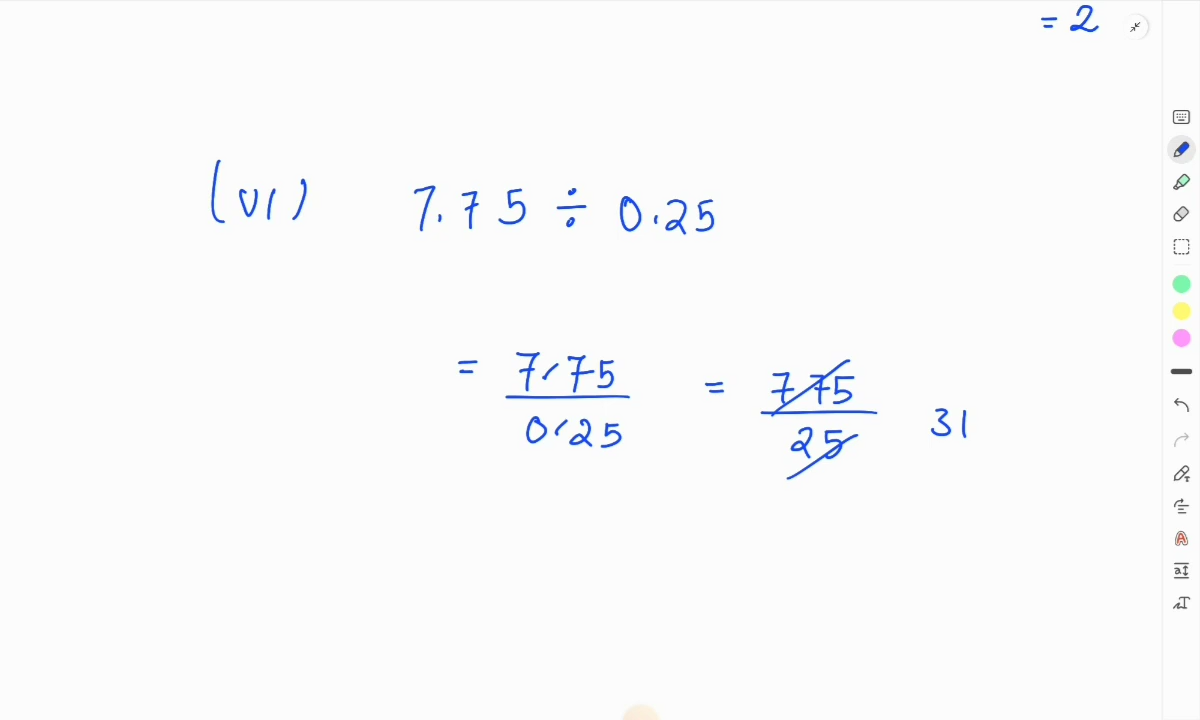 = 2
(VI) 7.75 ÷ 0.25
= 7.75 / 0.25 = 775 / 25 31